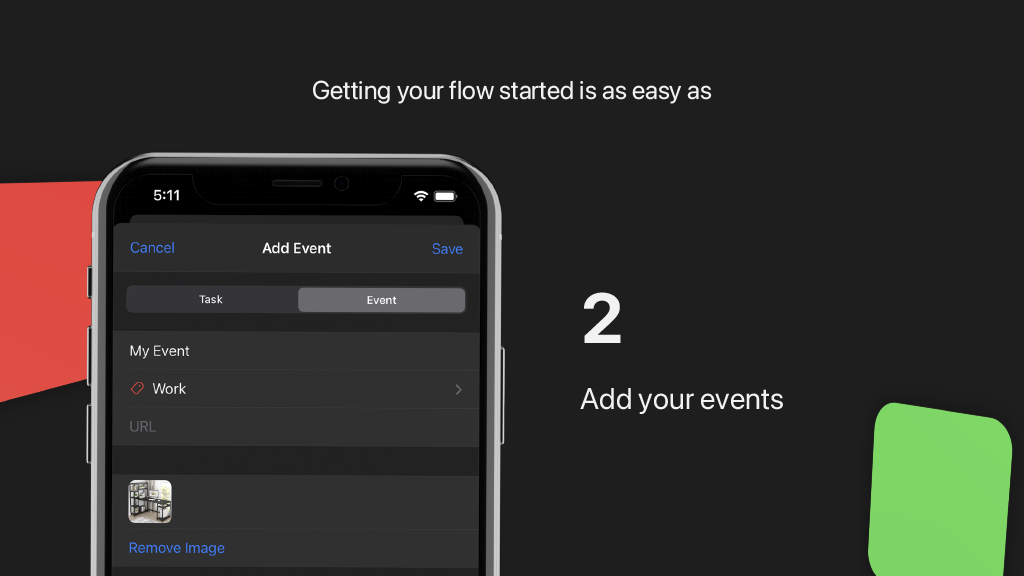 Getting your flow started is as easy as
5:11
Cancel
Add Event
Save
Task
Event
My Event
Work
URL
Remove Image
2
Add your events